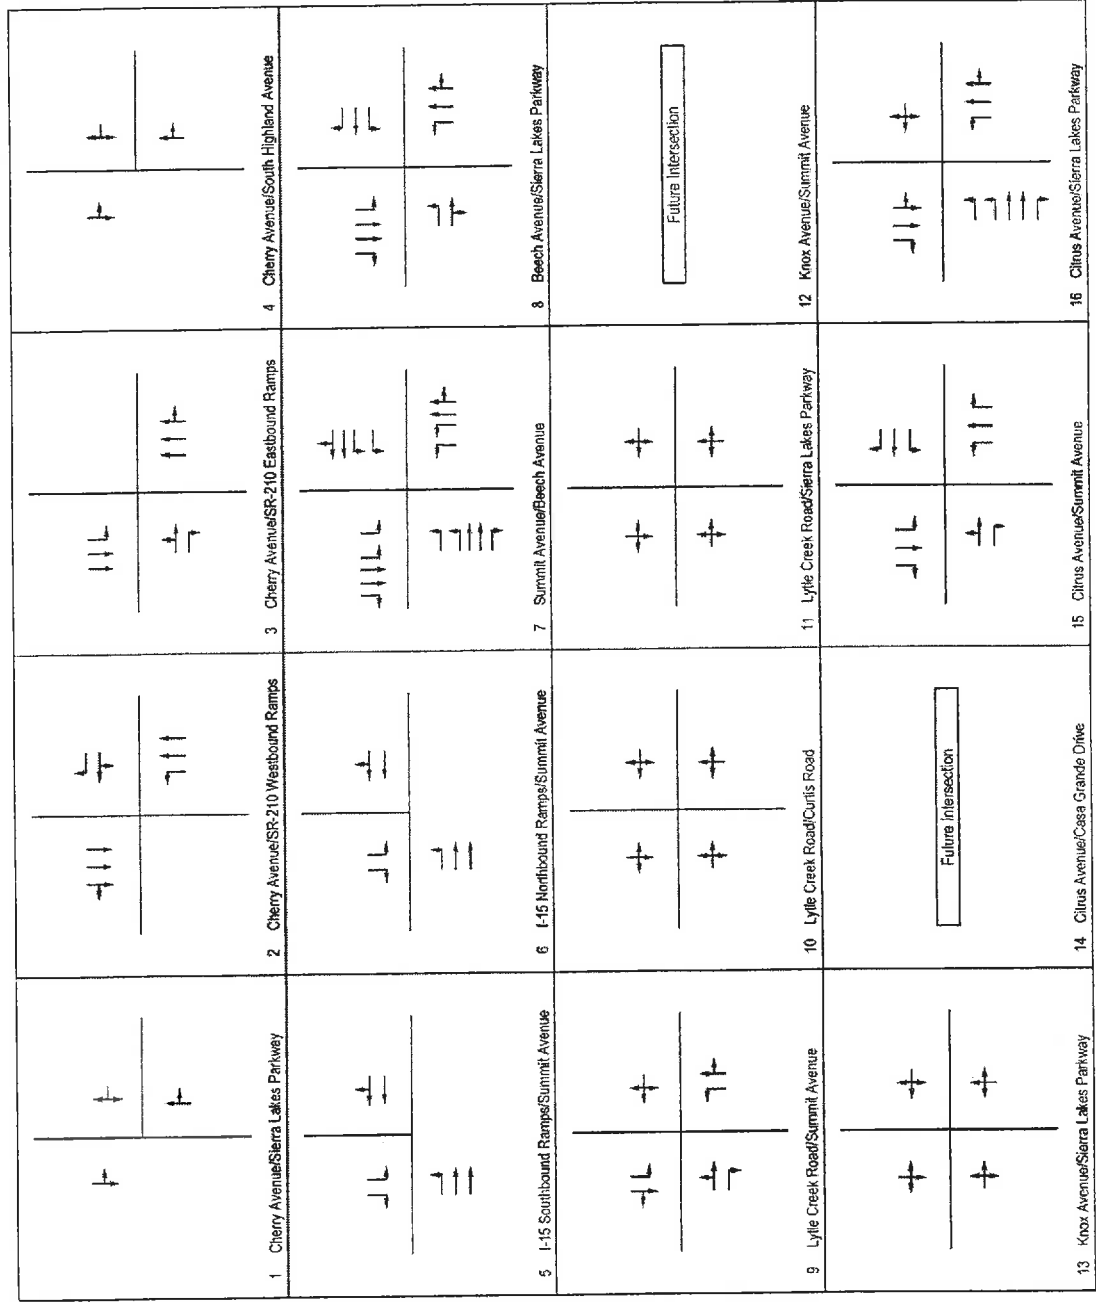 1 Cherry Avenue/Sierra Lakes Parkway
2 Cherry Avenue/SR-210 Westbound Ramps
3 Cherry Avenue/SR-210 Eastbound Ramps
4 Cherry Avenue/South Highland Avenue
5 I-15 Southbound Ramps/Summit Avenue
6 I-15 Northbound Ramps/Summit Avenue
7 Summit Avenue/Beech Avenue
8 Beech Avenue/Sierra Lakes Parkway
9 Lytle Creek Road/Summit Avenue
10 Lytle Creek Road/Curtis Road
11 Lytle Creek Road/Sierra Lakes Parkway
Future Intersection
12 Knox Avenue/Summit Avenue
13 Knox Avenue/Sierra Lakes Parkway
Future Intersection
14 Citrus Avenue/Casa Grande Drive
15 Citrus Avenue/Summit Avenue
16 Citrus Avenue/Sierra Lakes Parkway